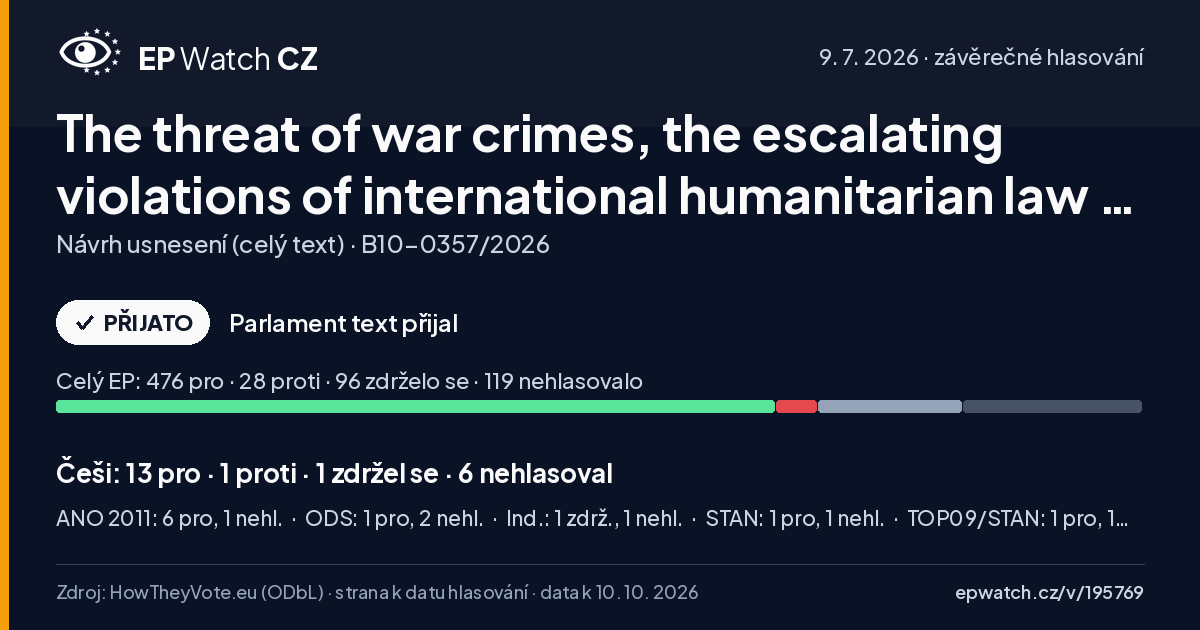 EP Watch CZ
9. 7. 2026 · závěrečné hlasování
The threat of war crimes, the escalating
violations of international humanitarian law …
Návrh usnesení (celý text) · B10–0357/2026
✓ PŘIJATO
Parlament text přijal
Celý EP: 476 pro · 28 proti · 96 zdrželo se · 119 nehlasovalo
Češi: 13 pro · 1 proti · 1 zdržel se · 6 nehlasoval
ANO 2011: 6 pro, 1 nehl. · ODS: 1 pro, 2 nehl. · Ind.: 1 zdrž., 1 nehl. · STAN: 1 pro, 1 nehl. · TOP09/STAN: 1 pro, 1…
Zdroj: HowTheyVote.eu (ODbL) · strana k datu hlasování · data k 10. 10. 2026
epwatch.cz/v/195769